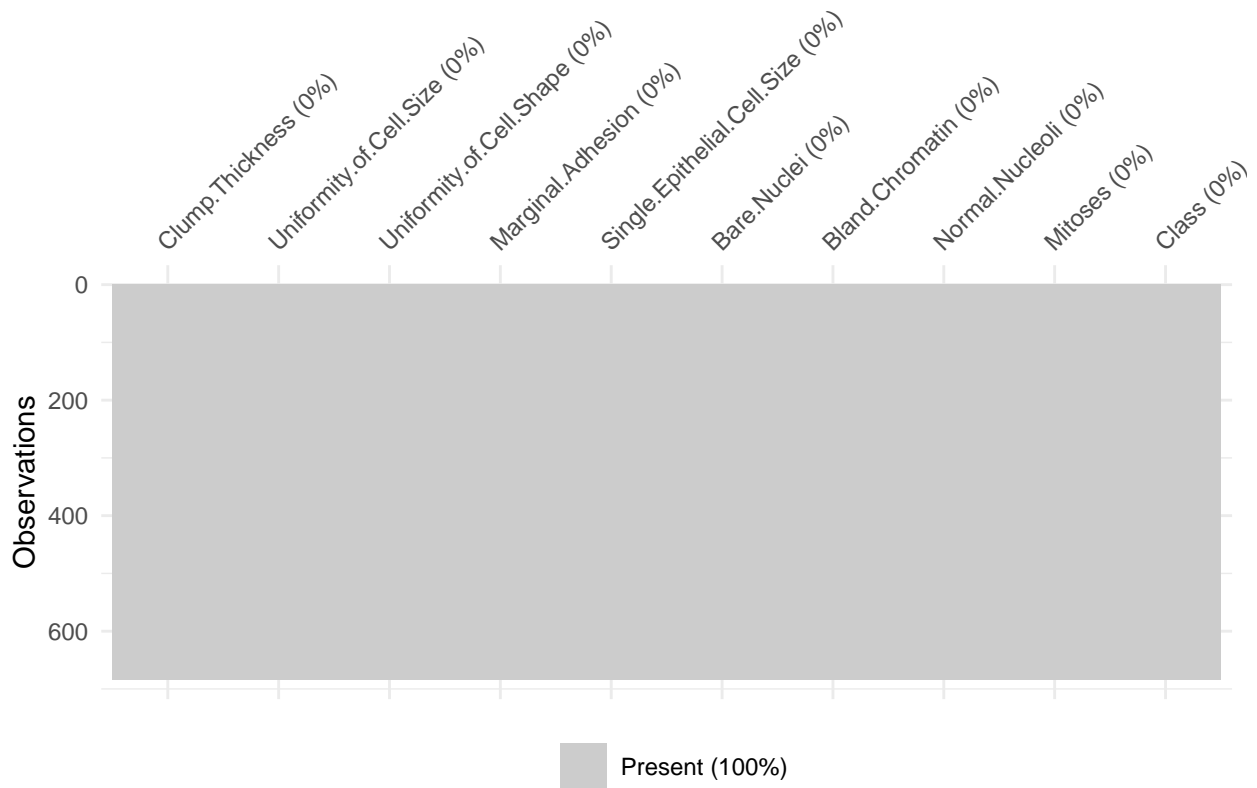 Clump.Thickness (0%)
Uniformity.of.Cell.Size (0%)
Uniformity.of.Cell.Shape (0%)
Marginal.Adhesion (0%)
Single.Epithelial.Cell.Size (0%)
Bare.Nuclei (0%)
Bland.Chromatin (0%)
Normal.Nucleoli (0%)
Mitoses (0%)
Class (0%)
0
200
400
600
Observations
Present (100%)